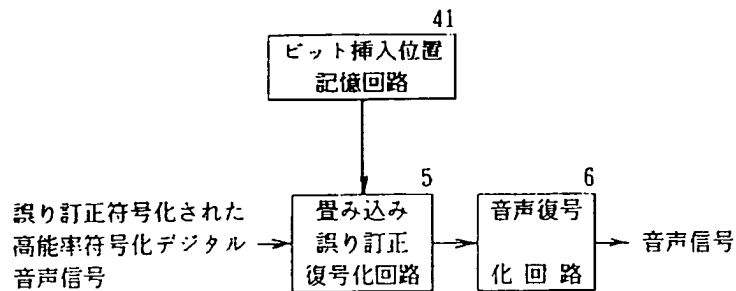 41
ビット挿入位置
記憶回路
誤り訂正符号化された
高能率符号化デジタル
音声信号
5
畳み込み
誤り訂正
復号化回路
6
音声復号
化回路
音声信号